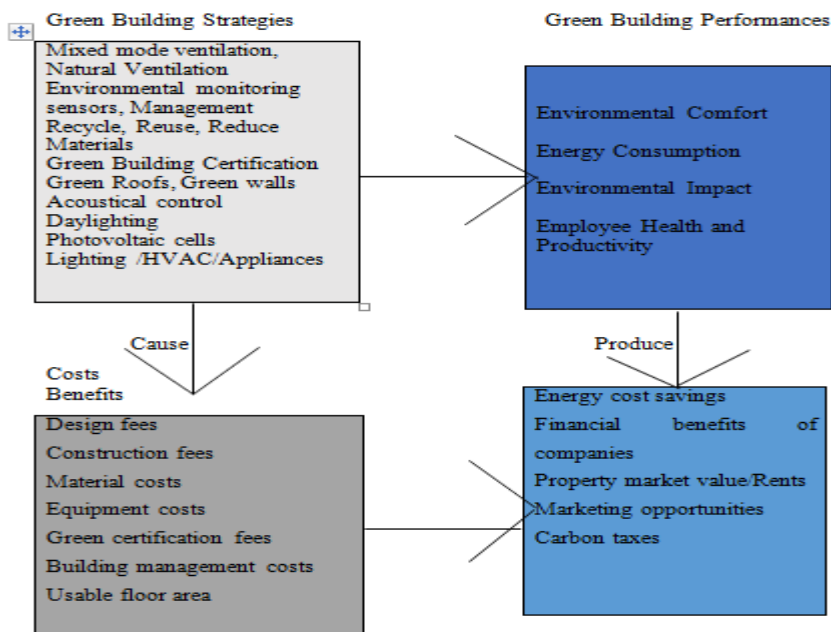 Green Building Strategies
Green Building Performances
Mixed mode ventilation,
Natural Ventilation
Environmental monitoring
sensors, Management
Recycle, Reuse, Reduce
Materials
Green Building Certification
Green Roofs, Green walls
Acoustical control
Daylighting
Photovoltaic cells
Lighting /HVAC/Appliances
Environmental Comfort
Energy Consumption
Environmental Impact
Employee Health and
Productivity
Cause
Produce
Costs
Benefits
Design fees
Construction fees
Material costs
Equipment costs
Green certification fees
Building management costs
Usable floor area
Energy cost savings
Financial benefits of
companies
Property market value/Rents
Marketing opportunities
Carbon taxes